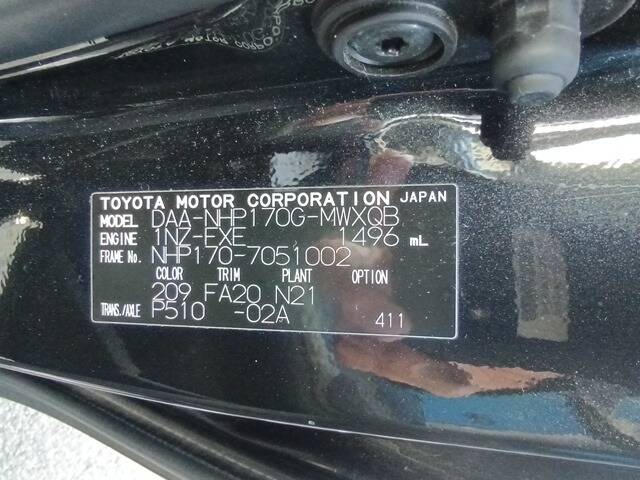 TOYOTA MOTOR CORPORATION JAPAN
MODEL DAA-NHP170G-MWXQB
ENGINE 1NZ-FXE 1496 mL
FRAME No. NHP170-7051002
COLOR TRIM PLANT OPTION
209 FA20 N21
TRANS./AXLE P510 -02A 411